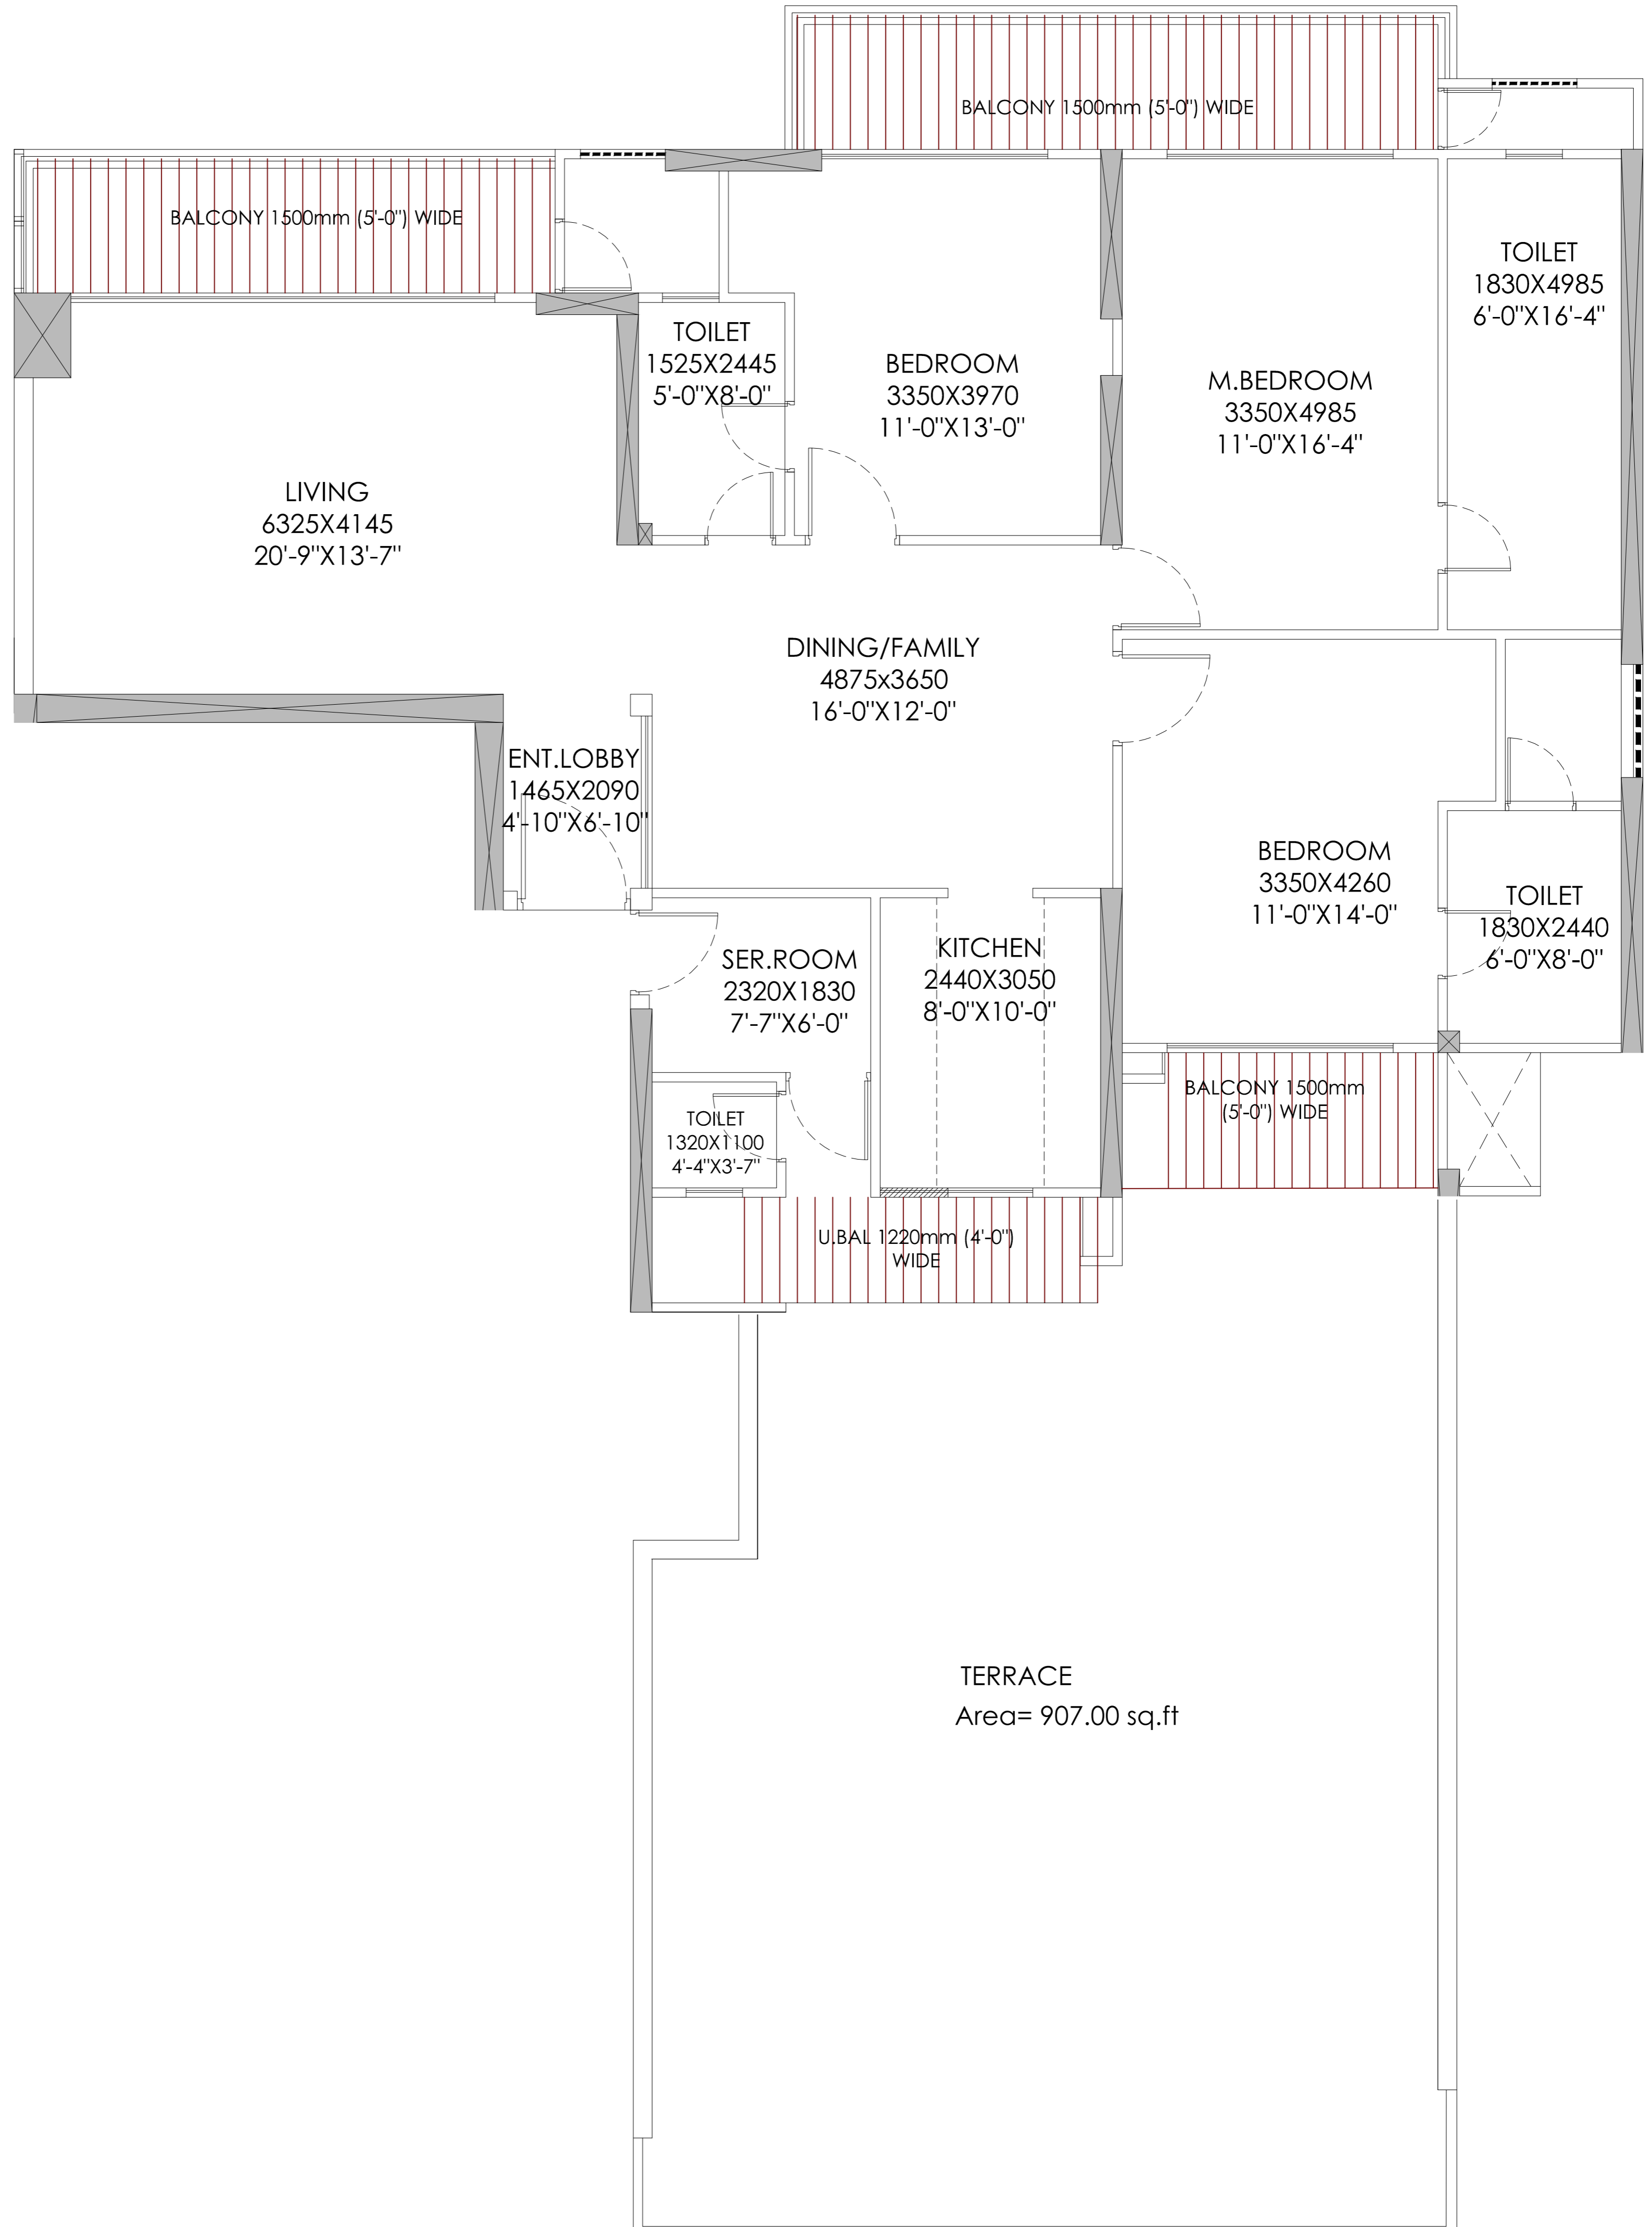 BALCONY 1500mm (5'-0") WIDE
BALCONY 1500mm (5'-0") WIDE
TOILET
1830X4985
6'-0"X16'-4"
TOILET
1525X2445
5'-0"X8'-0"
BEDROOM
3350X3970
11'-0"X13'-0"
M.BEDROOM
3350X4985
11'-0"X16'-4"
LIVING
6325X4145
20'-9"X13'-7"
DINING/FAMILY
4875x3650
16'-0"X12'-0"
ENT.LOBBY
1465X2090
4'-10"X6'-10"
BEDROOM
3350X4260
11'-0"X14'-0"
TOILET
1830X2440
6'-0"X8'-0"
SER.ROOM
2320X1830
7'-7"X6'-0"
KITCHEN
2440X3050
8'-0"X10'-0"
BALCONY 1500mm
(5'-0") WIDE
TOILET
1320X1100
4'-4"X3'-7"
U.BAL 1220mm (4'-0")
WIDE
TERRACE
Area= 907.00 sq.ft